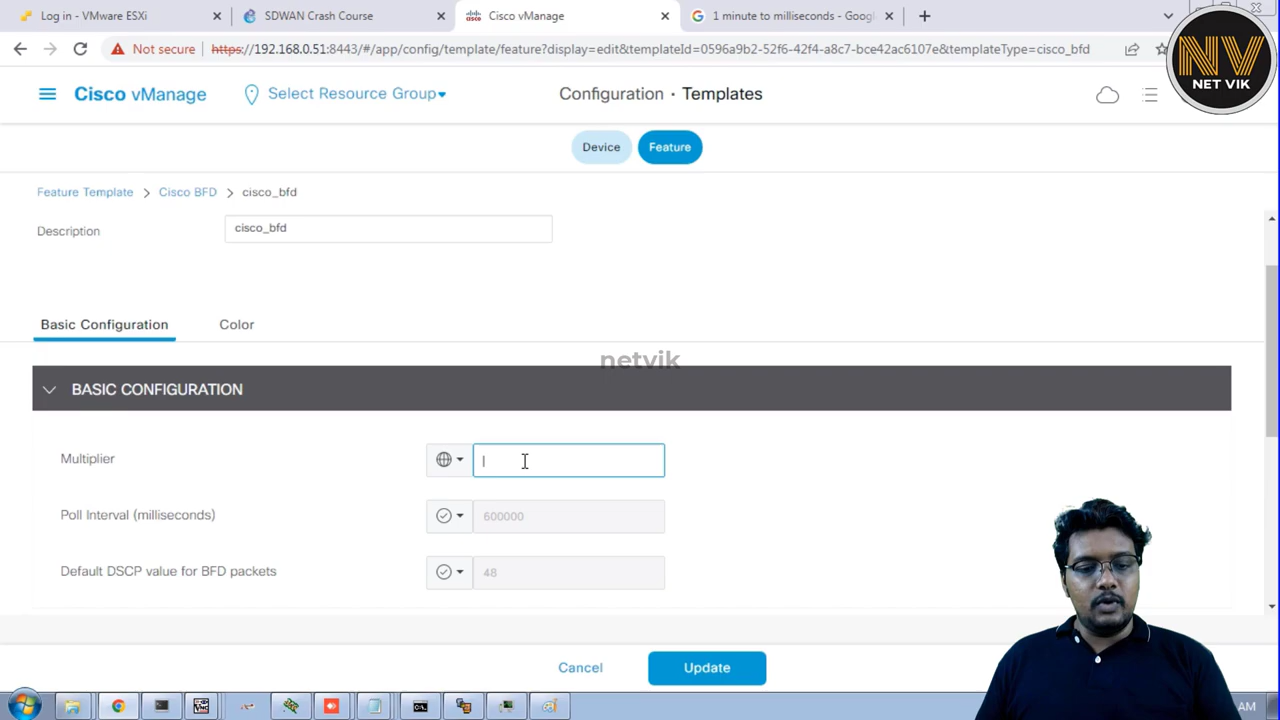 Log in - VMware ESXi
SDWAN Crash Course
Cisco vManage
1 minute to milliseconds - Goog
Not secure
https://192.168.0.51:8443/#/app/config/template/feature?display=edit&templateId=0596a9b2-52f6-42f4-a8c7-bce42ac6107e&templateType=cisco_bfd
NV
NET VIK
Cisco vManage
Select Resource Group
Configuration · Templates
Device
Feature
Feature Template
Cisco BFD
cisco_bfd
Description
cisco_bfd
Basic Configuration
Color
netvik
BASIC CONFIGURATION
Multiplier
Poll Interval (milliseconds)
600000
Default DSCP value for BFD packets
48
Cancel
Update
AM